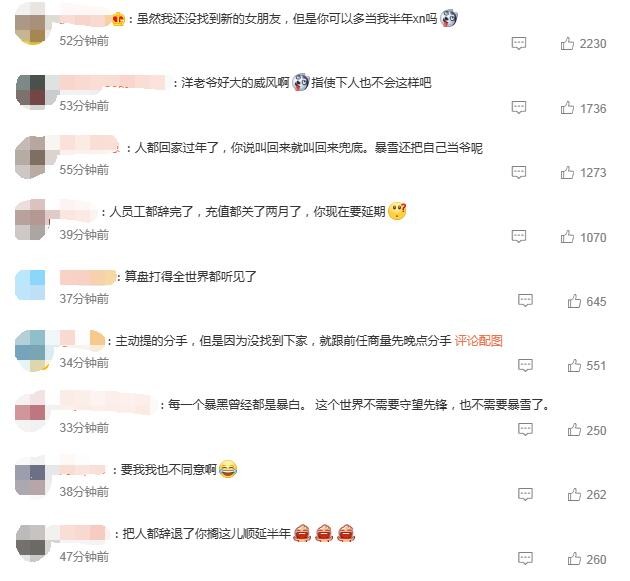 ：虽然我还没找到新的女朋友，但是你可以多当我半年xn吗
52分钟前
2230
：洋老爷好大的威风啊 指使下人也不会这样吧
53分钟前
1736
：人都回家过年了，你说叫回来就叫回来兜底。暴雪还把自己当爷呢
55分钟前
1273
：人员工都辞完了，充值都关了两月了，你现在要延期
39分钟前
1070
：算盘打得全世界都听见了
37分钟前
645
：主动提的分手，但是因为没找到下家，就跟前任商量先晚点分手 评论配图
34分钟前
551
：每一个暴黑曾经都是暴白。 这个世界不需要守望先锋，也不需要暴雪了。
33分钟前
250
：要我我也不同意啊
38分钟前
262
：把人都辞退了你搁这儿顺延半年
47分钟前
260